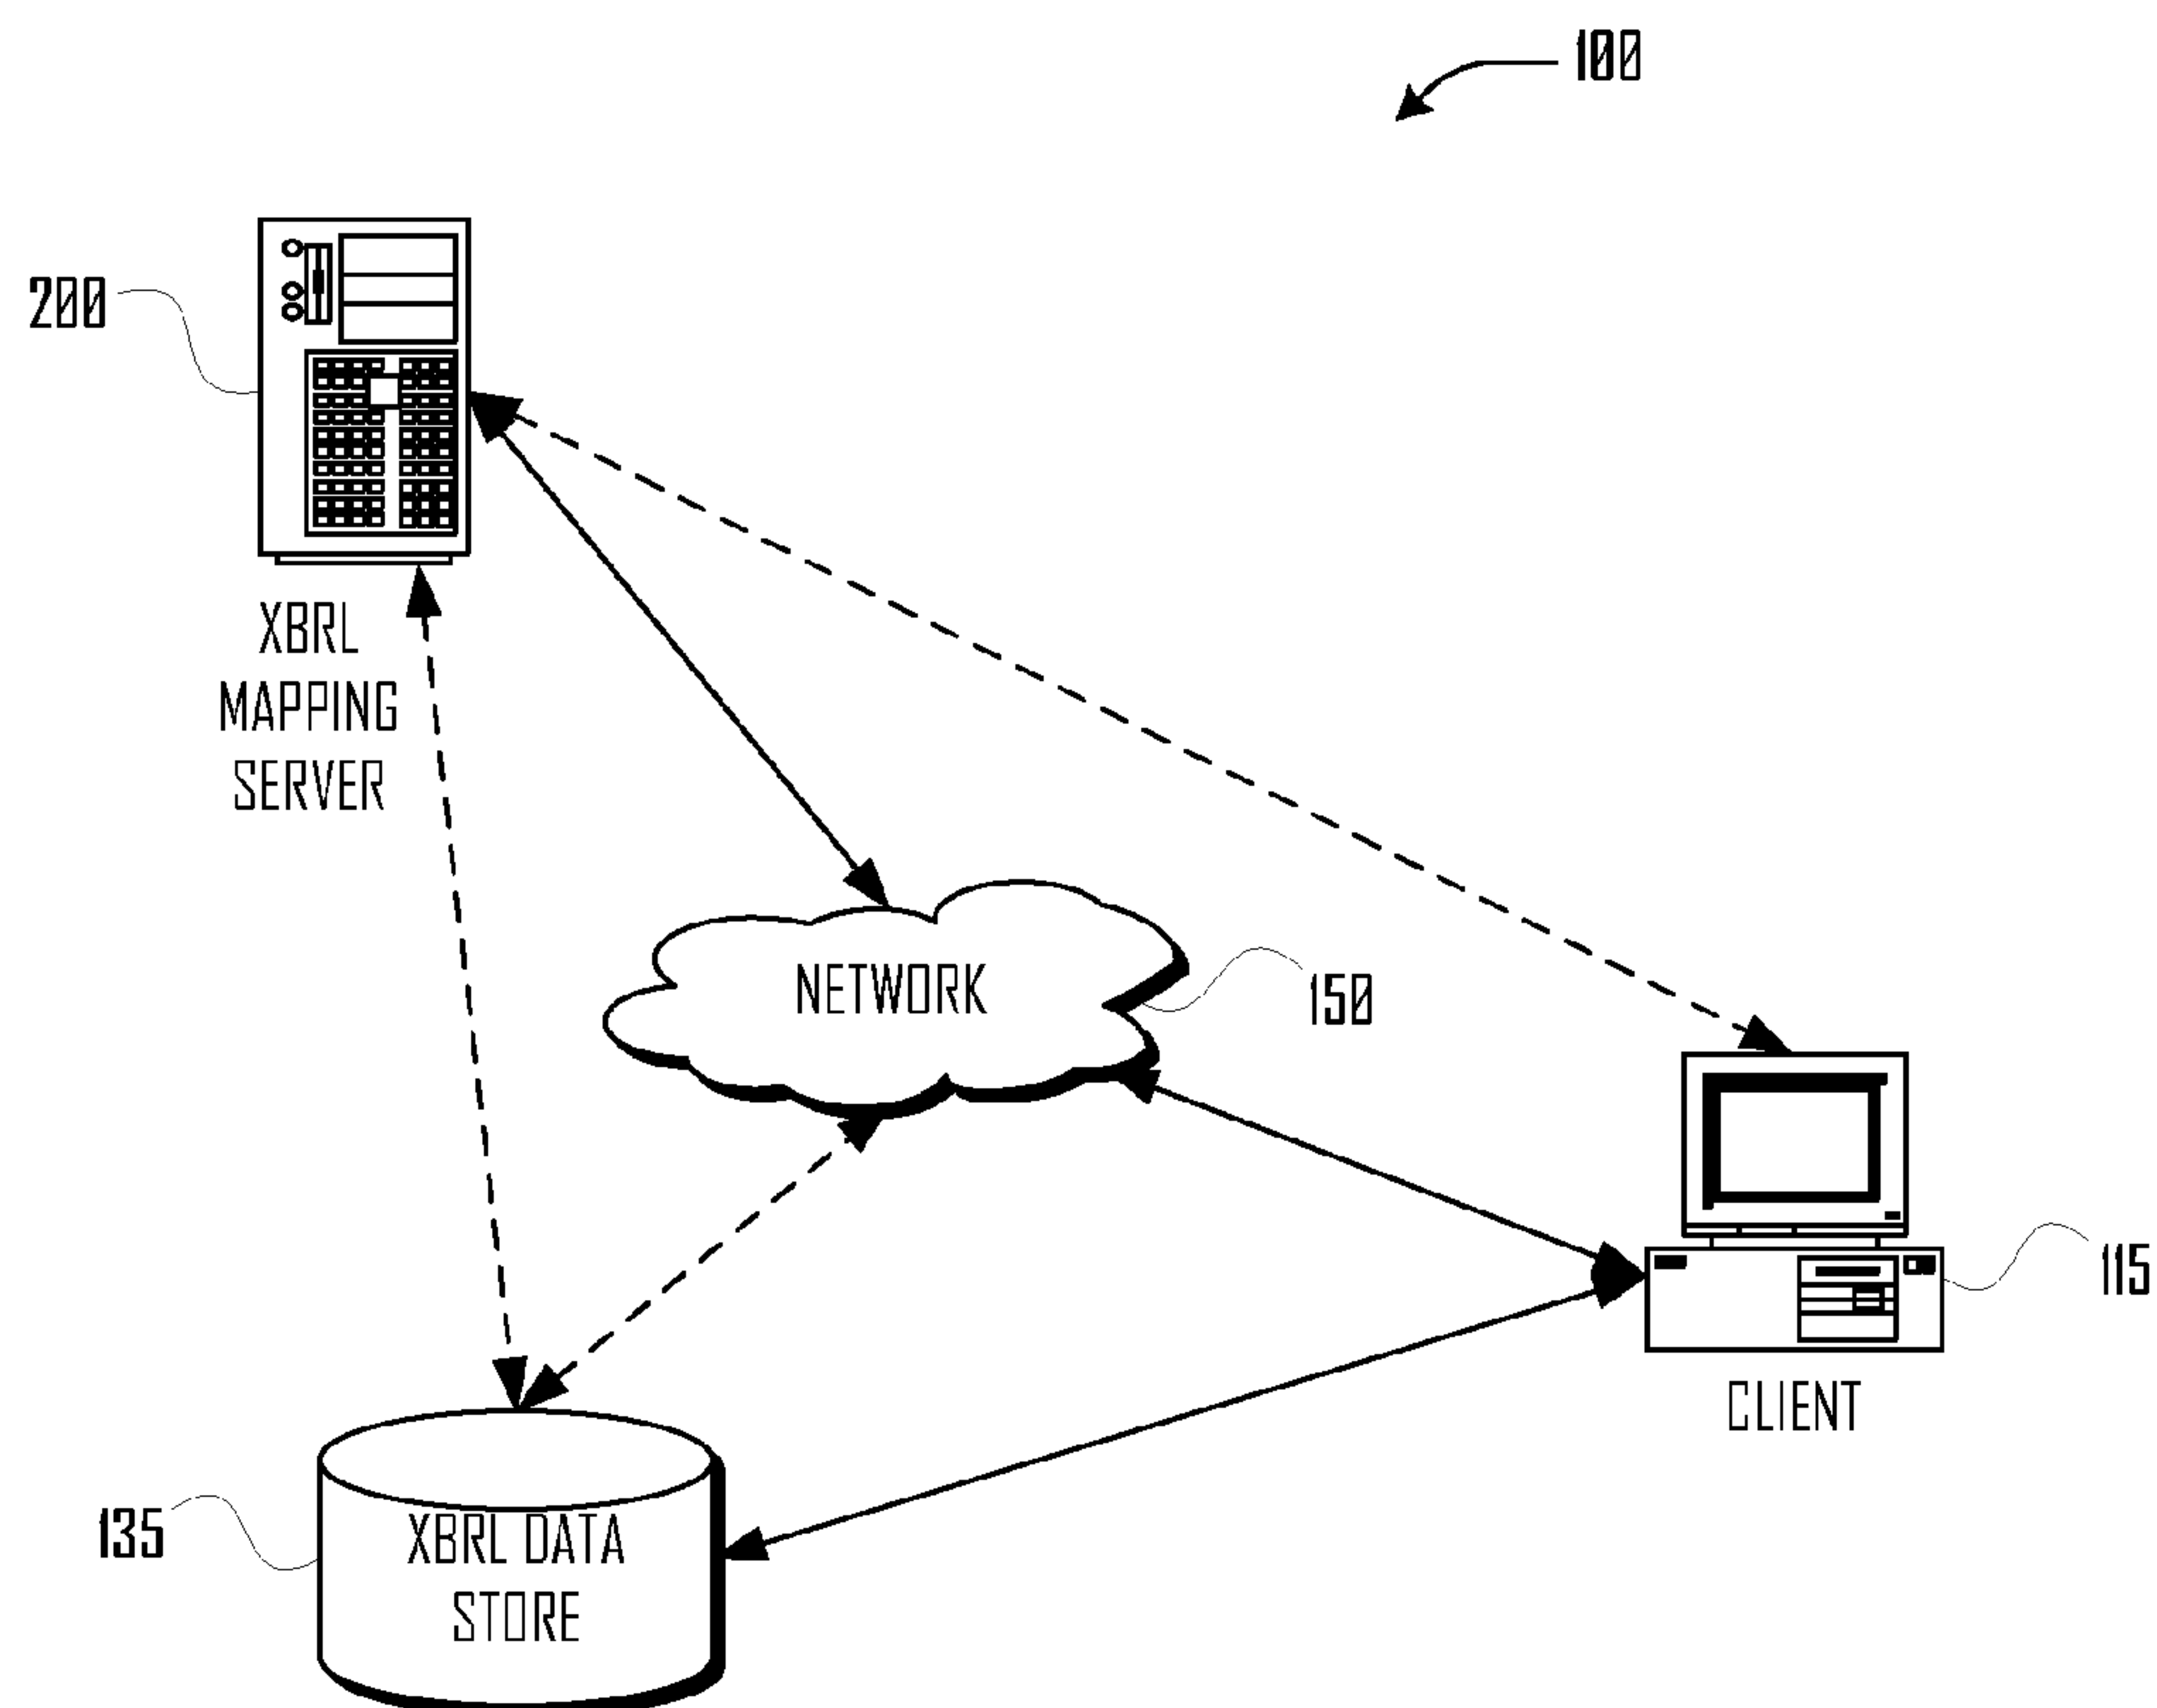 100
200
XBRL
MAPPING
SERVER
NETWORK
150
115
CLIENT
135
XBRL DATA
STORE